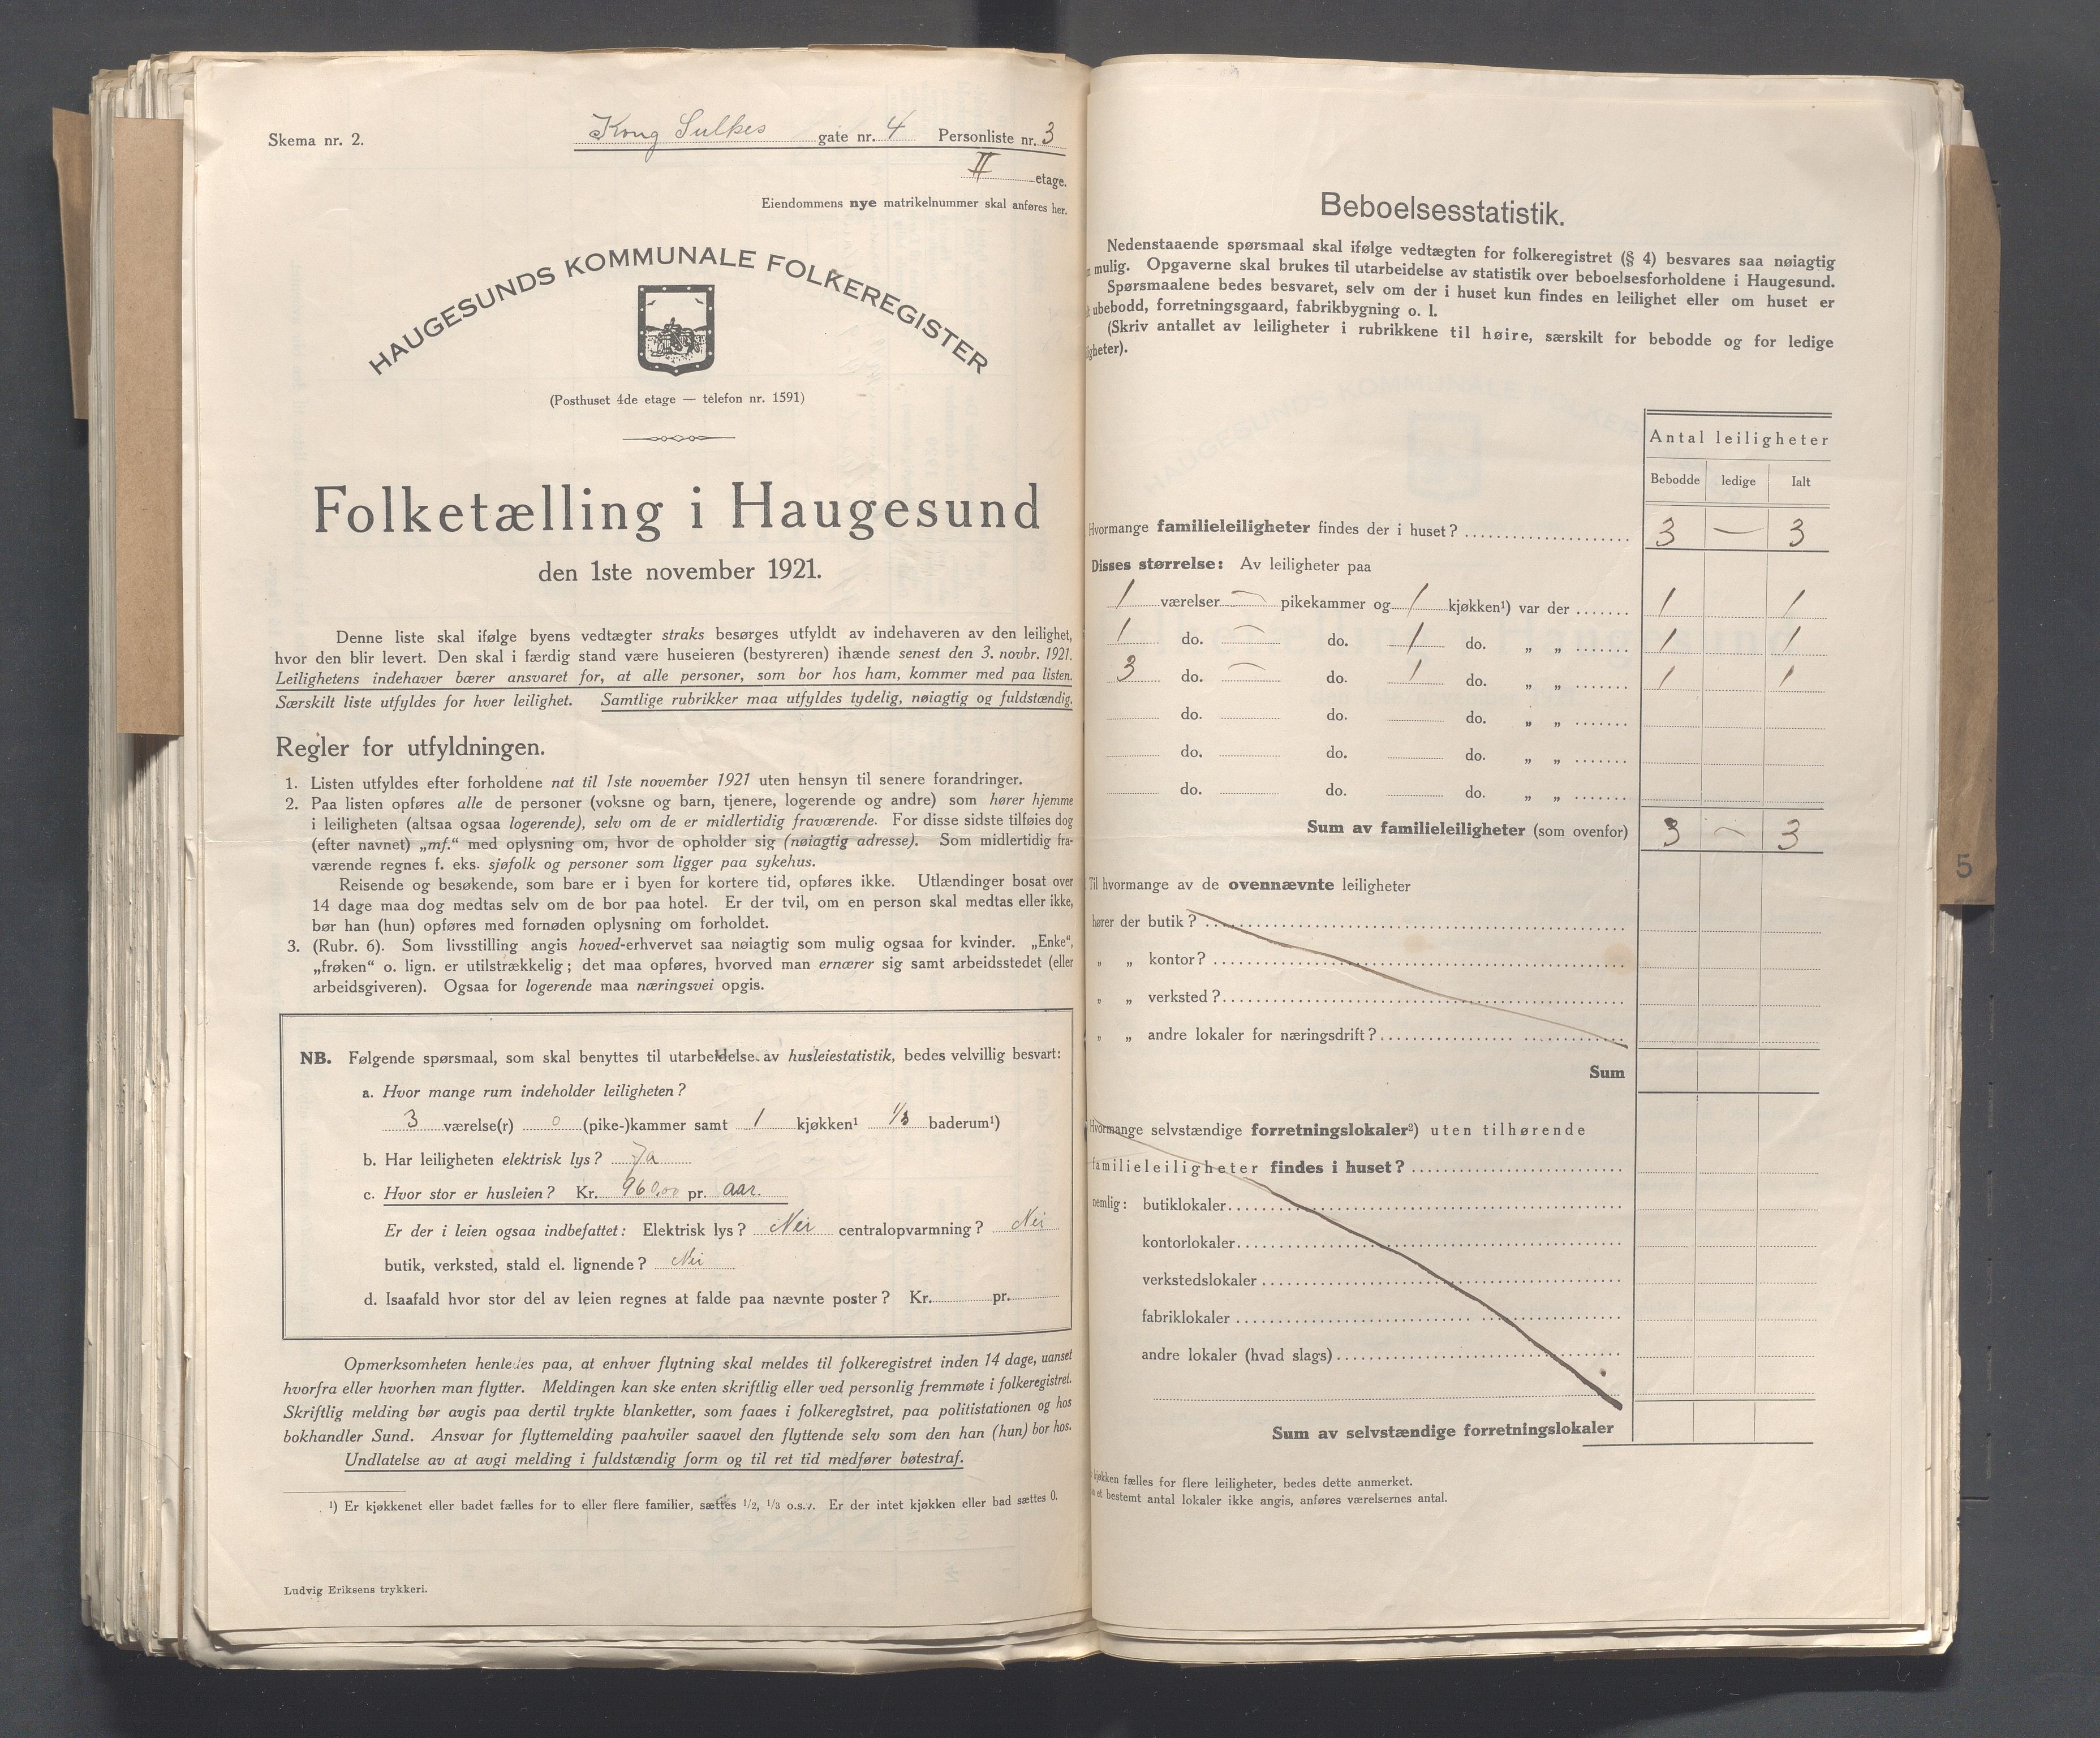 Skema nr. 2.
Kong Sulkes gate nr. 4 Personliste nr. 3
II etage.
Eiendommens nye matrikelnummer skal anføres her.
HAUGESUNDS KOMMUNALE FOLKEREGISTER
(Posthuset 4de etage — telefon nr. 1591)
Folketælling i Haugesund
den 1ste november 1921.
Denne liste skal ifølge byens vedtægter straks besørges utfyldt av indehaveren av den leilighet,
hvor den blir levert. Den skal i færdig stand være huseieren (bestyreren) ihænde senest den 3. novbr. 1921.
Leilighetens indehaver bærer ansvaret for, at alle personer, som bor hos ham, kommer med paa listen.
Særskilt liste utfyldes for hver leilighet. Samtlige rubrikker maa utfyldes tydelig, nøiagtig og fuldstændig.
Regler for utfyldningen.
1. Listen utfyldes efter forholdene nat til 1ste november 1921 uten hensyn til senere forandringer.
2. Paa listen opføres alle de personer (voksne og barn, tjenere, logerende og andre) som hører hjemme
i leiligheten (altsaa ogsaa logerende), selv om de er midlertidig fraværende. For disse sidste tilføies dog
(efter navnet) „mf.“ med oplysning om, hvor de opholder sig (nøiagtig adresse). Som midlertidig fra-
værende regnes f. eks. sjøfolk og personer som ligger paa sykehus.
Reisende og besøkende, som bare er i byen for kortere tid, opføres ikke. Utlændinger bosat over
14 dage maa dog medtas selv om de bor paa hotel. Er der tvil, om en person skal medtas eller ikke,
bør han (hun) opføres med fornøden oplysning om forholdet.
3. (Rubr. 6). Som livsstilling angis hoved-erhvervet saa nøiagtig som mulig ogsaa for kvinder. „Enke“,
„frøken“ o. lign. er utilstrækkelig; det maa opføres, hvorved man ernærer sig samt arbeidsstedet (eller
arbeidsgiveren). Ogsaa for logerende maa næringsvei opgis.
NB. Følgende spørsmaal, som skal benyttes til utarbeidelse av husleiestatistik, bedes velvillig besvart:
a. Hvor mange rum indeholder leiligheten?
3 værelse(r) 0 (pike-)kammer samt 1 kjøkken¹ 1/3 baderum¹)
b. Har leiligheten elektrisk lys? Ja
c. Hvor stor er husleien? Kr. 960,00 pr. aar.
Er der i leien ogsaa indbefattet: Elektrisk lys? Nei centralopvarmning? Nei
butik, verksted, stald el. lignende? Nei
d. Isaafald hvor stor del av leien regnes at falde paa nævnte poster? Kr. pr.
Opmerksomheten henledes paa, at enhver flytning skal meldes til folkeregistret inden 14 dage, uanset
hvorfra eller hvorhen man flytter. Meldingen kan ske enten skriftlig eller ved personlig fremmøte i folkeregistret.
Skriftlig melding bør avgis paa dertil trykte blanketter, som faaes i folkeregistret, paa politistationen og hos
bokhandler Sund. Ansvar for flyttemelding paahviler saavel den flyttende selv som den han (hun) bor hos.
Undlatelse av at avgi melding i fuldstændig form og til ret tid medfører bøtestraf.
¹) Er kjøkkenet eller badet fælles for to eller flere familier, sættes 1/2, 1/3 o.s.v. Er der intet kjøkken eller bad sættes 0.
Ludvig Eriksens trykkeri.
Beboelsesstatistik.
Nedenstaaende spørsmaal skal ifølge vedtægten for folkeregistret (§ 4) besvares saa nøiagtig
mulig. Opgaverne skal brukes til utarbeidelse av statistik over beboelsesforholdene i Haugesund.
Spørsmaalene bedes besvaret, selv om der i huset kun findes en leilighet eller om huset er
ubebodd, forretningsgaard, fabrikbygning o. l.
(Skriv antallet av leiligheter i rubrikkene til høire, særskilt for bebodde og for ledige
igheter).
Antal leiligheter
Bebodde ledige Ialt
Hvormange familieleiligheter findes der i huset? 3 — 3
Disses størrelse: Av leiligheter paa
1 værelser — pikekammer og 1 kjøkken¹) var der 1 1
1 do. — do. 1 do. „ „ 1 1
3 do. — do. 1 do. „ „ 1 1
do. do. do. „ „
do. do. do. „ „
do. do. do. „ „
Sum av familieleiligheter (som ovenfor) 3 — 3
Til hvormange av de ovennævnte leiligheter
hører der butik?
„ „ kontor?
„ „ verksted?
„ „ andre lokaler for næringsdrift?
Sum
Hvormange selvstændige forretningslokaler²) uten tilhørende
familieleiligheter findes i huset?
nemlig: butiklokaler
kontorlokaler
verkstedslokaler
fabriklokaler
andre lokaler (hvad slags)
Sum av selvstændige forretningslokaler
kjøkken fælles for flere leiligheter, bedes dette anmerket.
et bestemt antal lokaler ikke angis, anføres værelsernes antal.
5